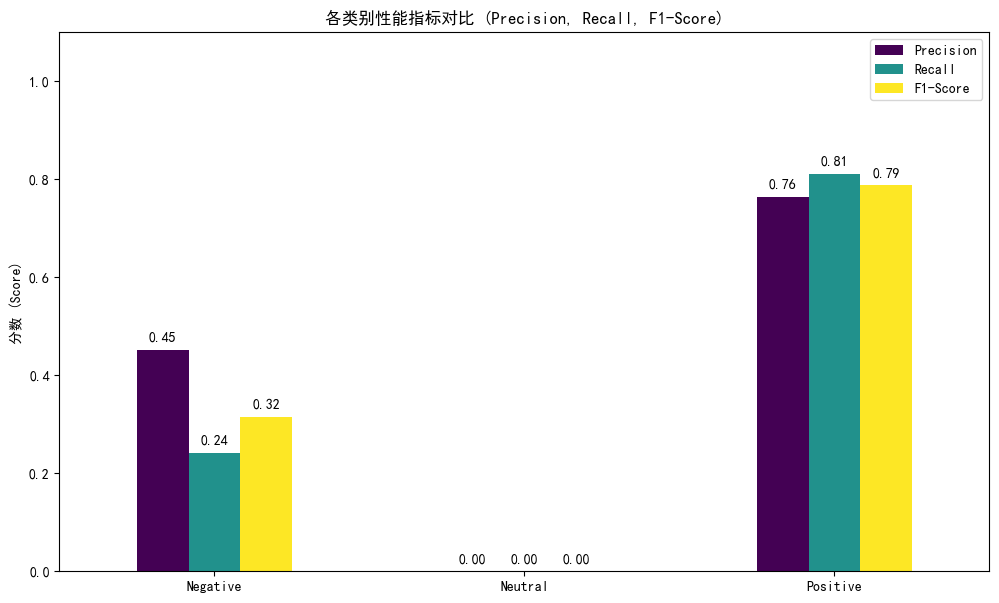 各类别性能指标对比 (Precision, Recall, F1-Score)
Precision
Recall
F1-Score
分数 (Score)
1.0
0.8
0.6
0.4
0.2
0.0
0.45
0.24
0.32
0.00
0.00
0.00
0.76
0.81
0.79
Negative
Neutral
Positive